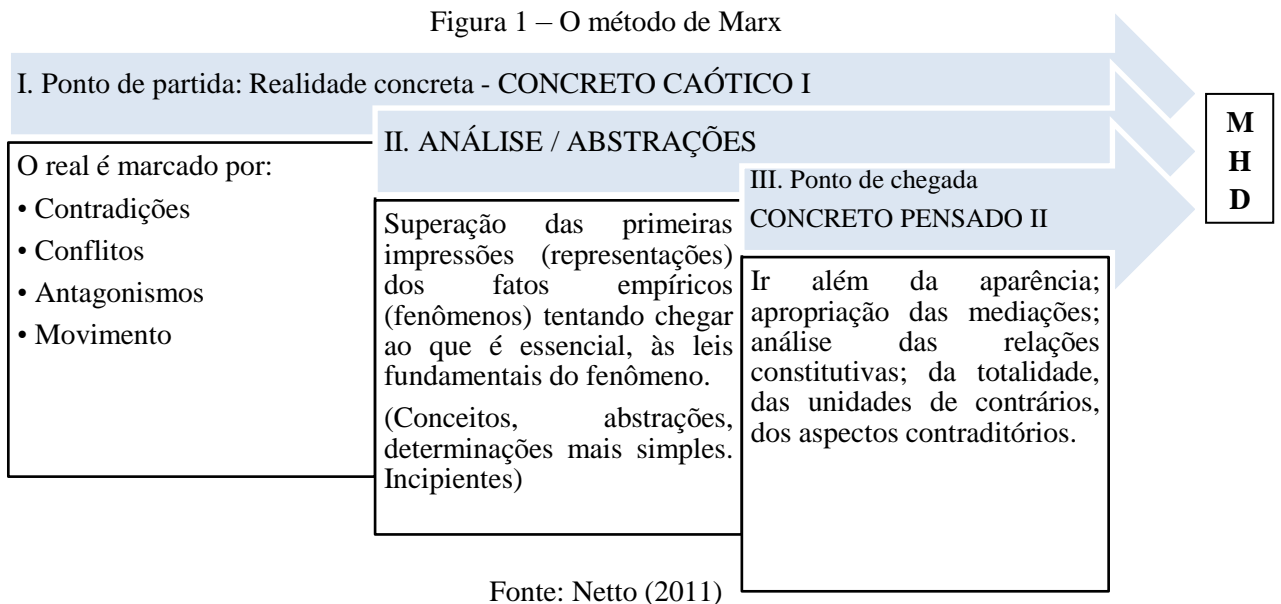 Figura 1 – O método de Marx
I. Ponto de partida: Realidade concreta - CONCRETO CAÓTICO I
O real é marcado por:
• Contradições
• Conflitos
• Antagonismos
• Movimento
II. ANÁLISE / ABSTRAÇÕES
Superação das primeiras
impressões (representações)
dos fatos empíricos
(fenômenos) tentando chegar
ao que é essencial, às leis
fundamentais do fenômeno.
(Conceitos, abstrações,
determinações mais simples.
Incipientes)
III. Ponto de chegada
CONCRETO PENSADO II
Ir além da aparência;
apropriação das mediações;
análise das relações
constitutivas; da totalidade,
das unidades de contrários,
dos aspectos contraditórios.
M
H
D
Fonte: Netto (2011)